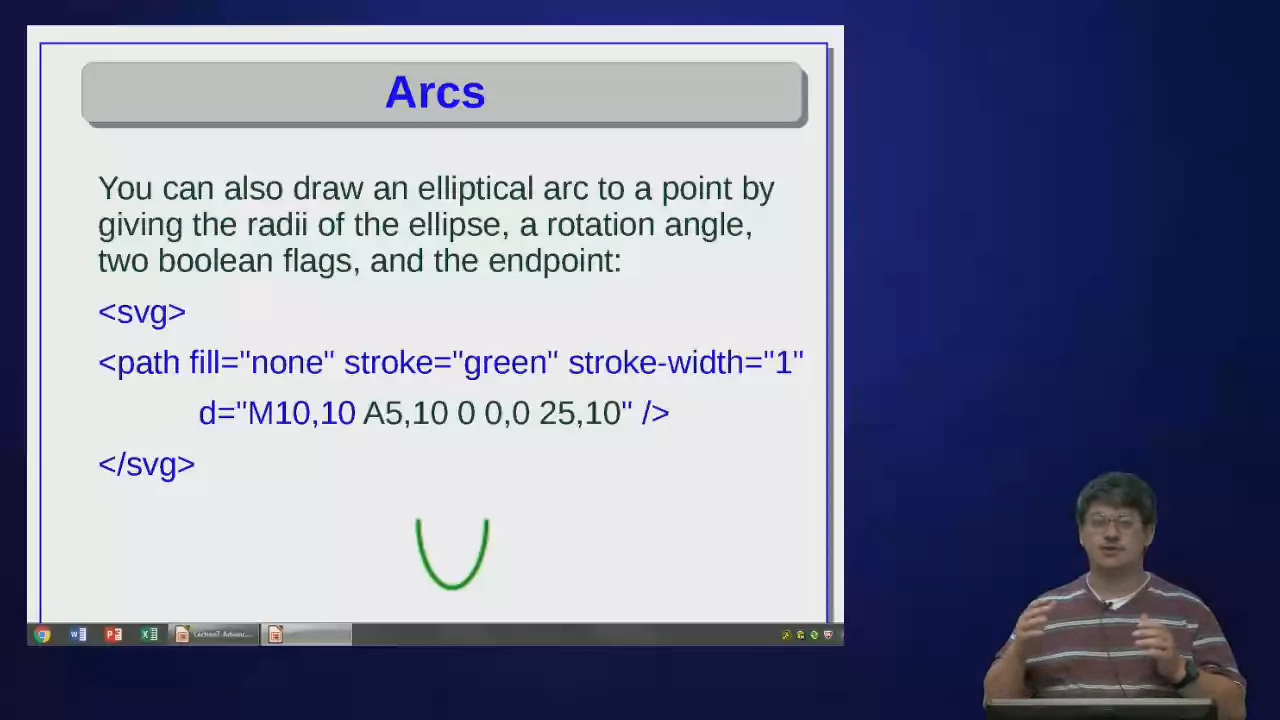 Arcs
You can also draw an elliptical arc to a point by
giving the radii of the ellipse, a rotation angle,
two boolean flags, and the endpoint:
<svg>
<path fill="none" stroke="green" stroke-width="1"
d="M10,10 A5,10 0 0,0 25,10" />
</svg>
Lecture7 Advanc...